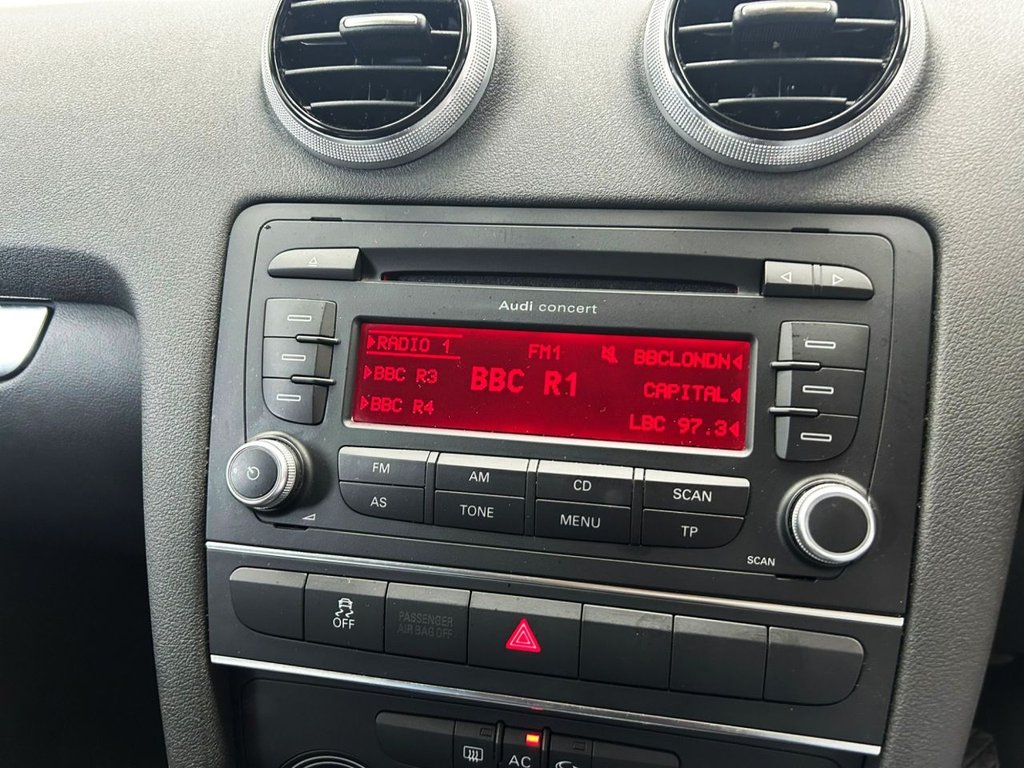 Audi concert
RADIO 1 FM1 BBCLONDN
BBC R3 BBC R1 CAPITAL
BBC R4 LBC 97.3
FM AM CD SCAN
AS TONE MENU TP
SCAN
OFF
PASSENGER
AIR BAG OFF
AC